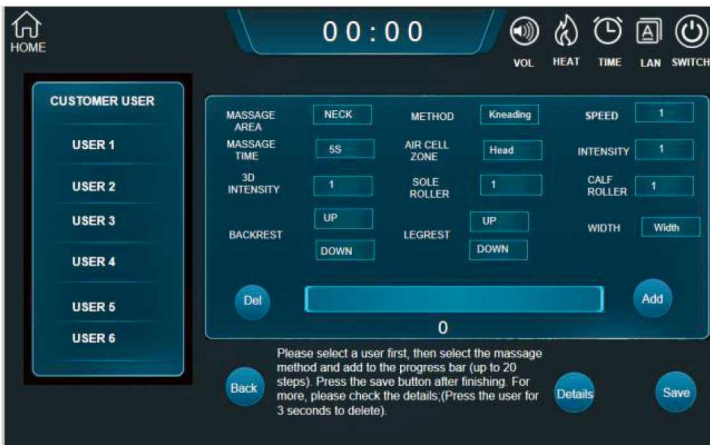 HOME
00:00
VOL HEAT TIME LAN SWITCH
CUSTOMER USER
USER 1
USER 2
USER 3
USER 4
USER 5
USER 6
MASSAGE AREA NECK METHOD Kneading SPEED 1
MASSAGE TIME 5S AIR CELL ZONE Head INTENSITY 1
3D INTENSITY 1 SOLE ROLLER 1 CALF ROLLER 1
BACKREST UP DOWN LEGREST UP DOWN WIDTH Width
Del Add
0
Please select a user first, then select the massage
method and add to the progress bar (up to 20
steps). Press the save button after finishing. For
more, please check the details;(Press the user for
3 seconds to delete).
Back Details Save